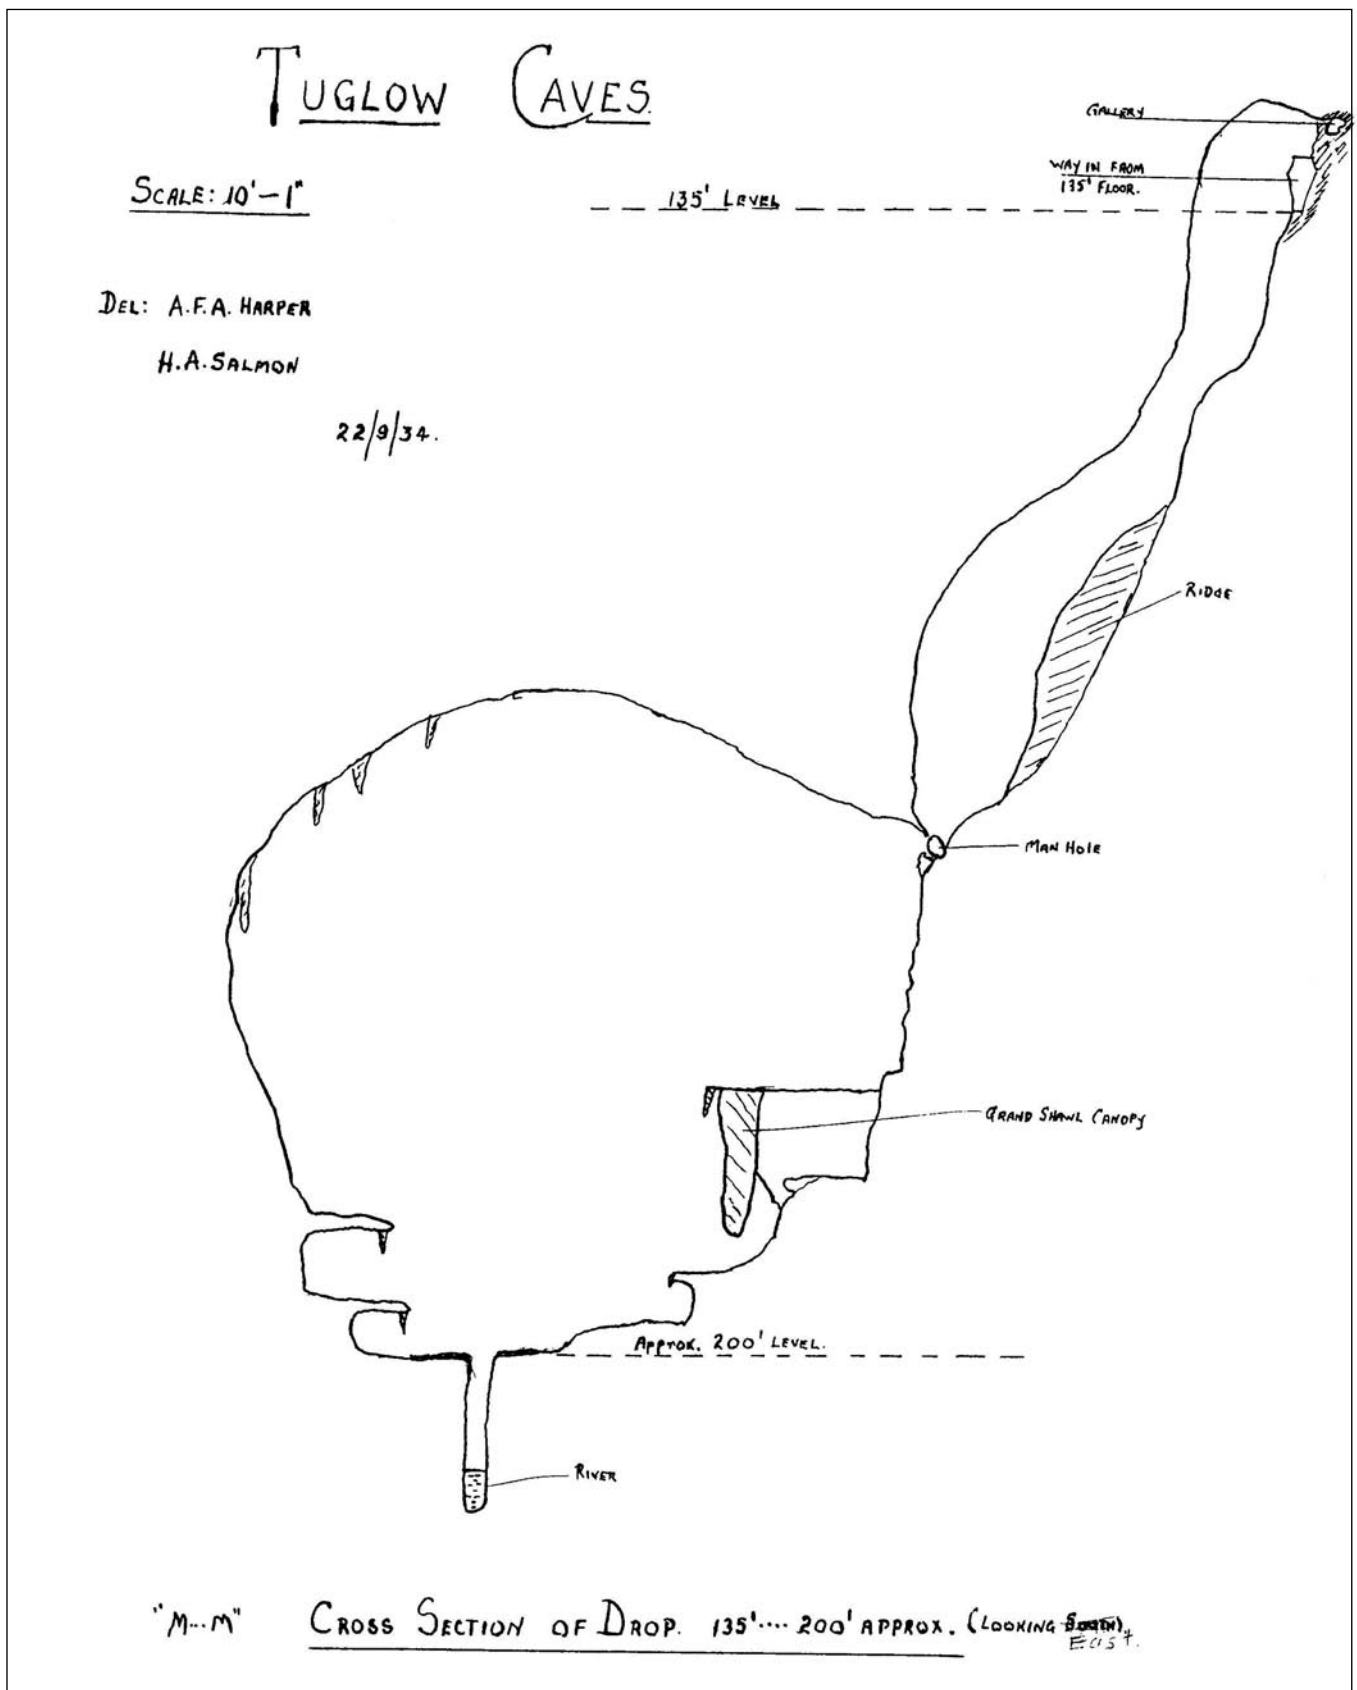 TUGLOW CAVES.
GALLERY
WAY IN FROM
135' FLOOR.
SCALE: 10' – 1"
135' LEVEL
DEL: A.F.A. HARPER
H.A. SALMON
22/9/34.
RIDGE
MAN HOLE
GRAND SHAWL CANOPY
APPROX. 200' LEVEL.
RIVER
"M...M" CROSS SECTION OF DROP. 135'.... 200' APPROX. (LOOKING SOUTH).
East.